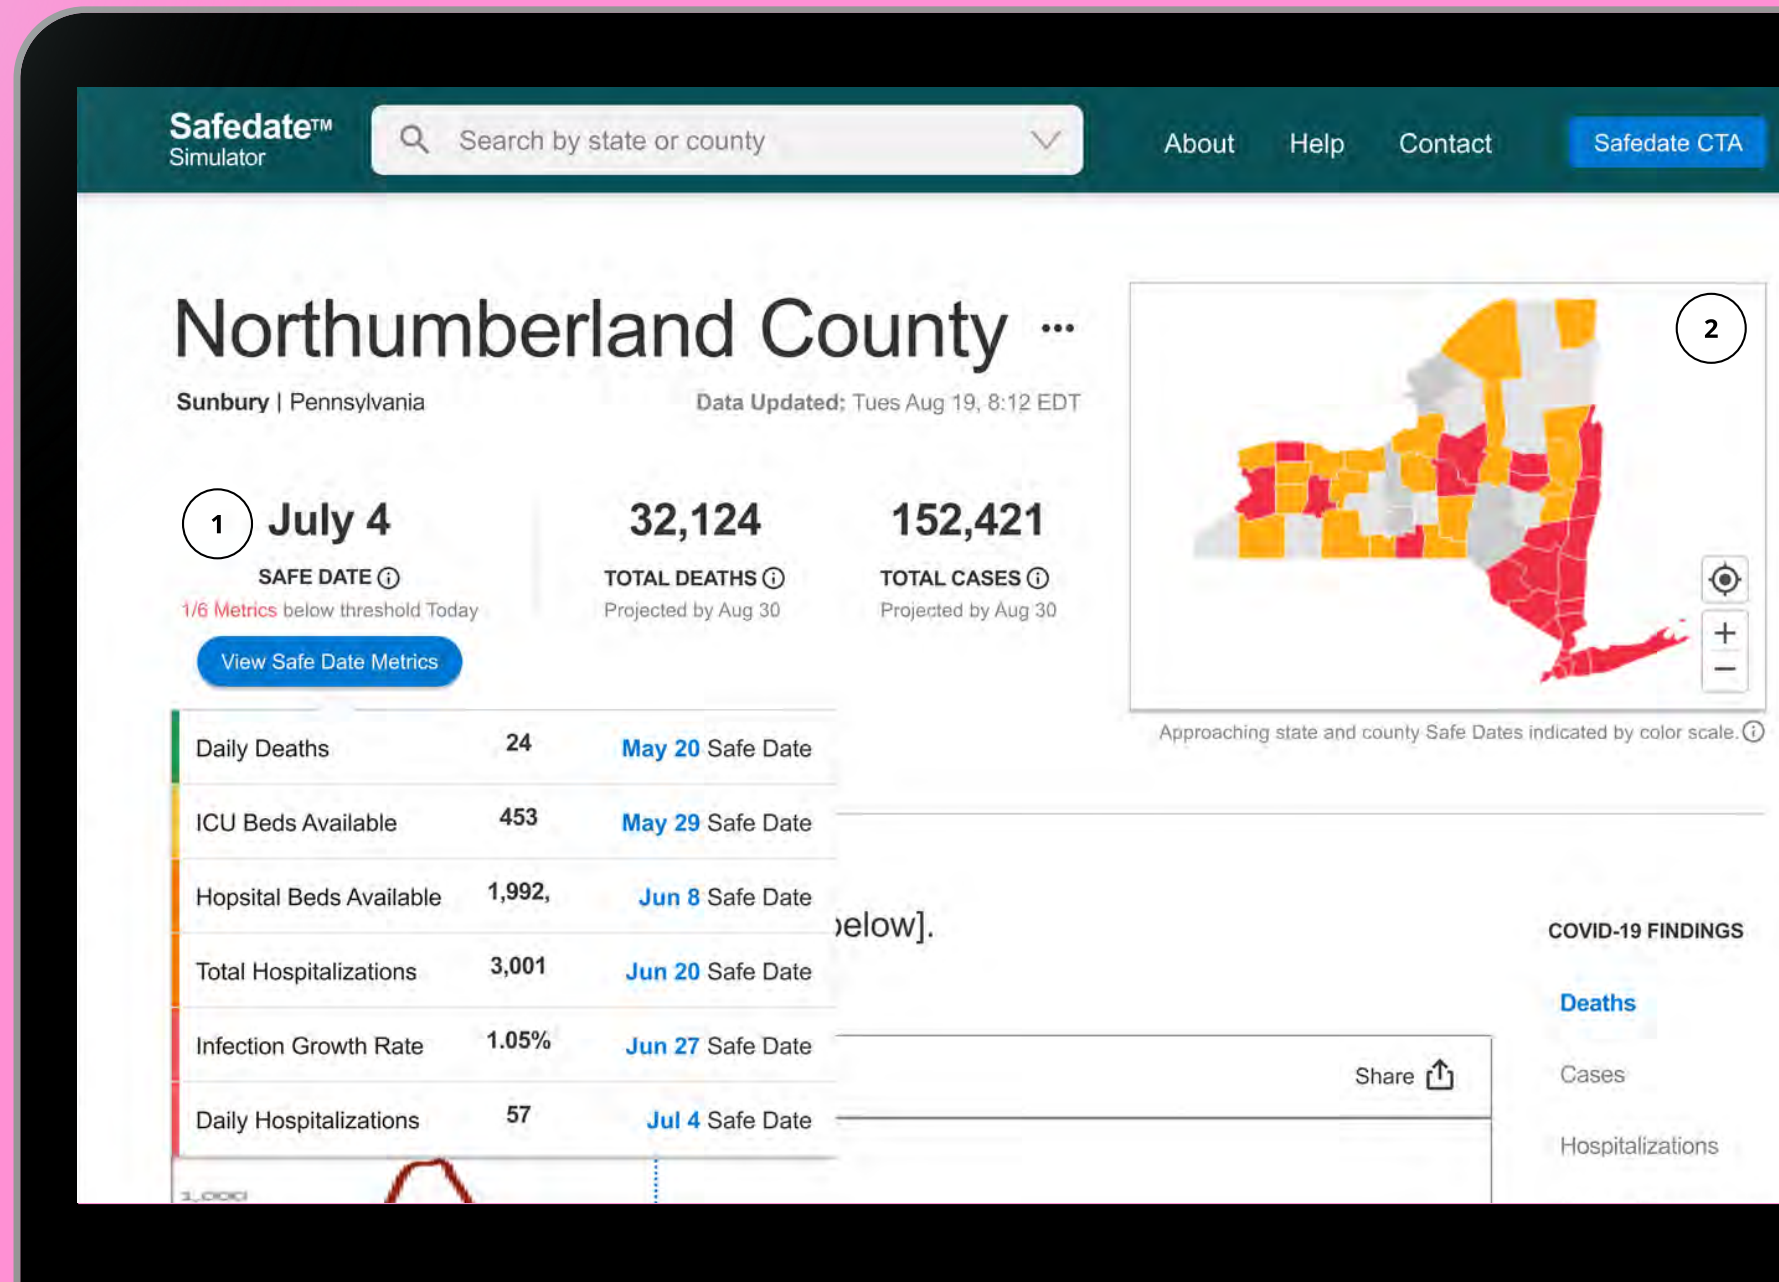 Safedate™
Simulator
Search by state or county
About
Help
Contact
Safedate CTA
Northumberland County ...
Sunbury | Pennsylvania
Data Updated: Tues Aug 19, 8:12 EDT
2
1
July 4
SAFE DATE
1/6 Metrics below threshold Today
View Safe Date Metrics
32,124
TOTAL DEATHS
Projected by Aug 30
152,421
TOTAL CASES
Projected by Aug 30
Approaching state and county Safe Dates indicated by color scale.
Daily Deaths 24 May 20 Safe Date
ICU Beds Available 453 May 29 Safe Date
Hopsital Beds Available 1,992, Jun 8 Safe Date
Total Hospitalizations 3,001 Jun 20 Safe Date
Infection Growth Rate 1.05% Jun 27 Safe Date
Daily Hospitalizations 57 Jul 4 Safe Date
below].
Share
COVID-19 FINDINGS
Deaths
Cases
Hospitalizations
1,000